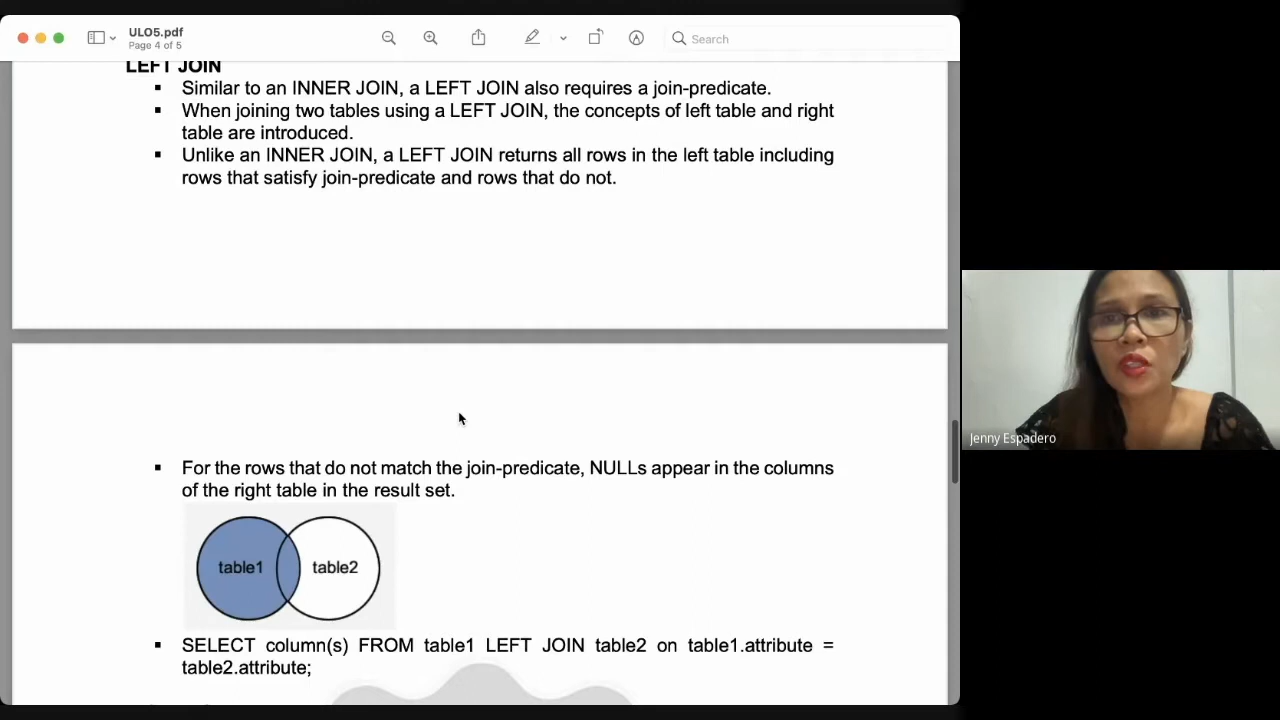 ULO5.pdf
Page 4 of 5
Search
LEFT JOIN
▪ Similar to an INNER JOIN, a LEFT JOIN also requires a join-predicate.
▪ When joining two tables using a LEFT JOIN, the concepts of left table and right
table are introduced.
▪ Unlike an INNER JOIN, a LEFT JOIN returns all rows in the left table including
rows that satisfy join-predicate and rows that do not.
▪ For the rows that do not match the join-predicate, NULLs appear in the columns
of the right table in the result set.
table1 table2
▪ SELECT column(s) FROM table1 LEFT JOIN table2 on table1.attribute =
table2.attribute;
Jenny Espadero